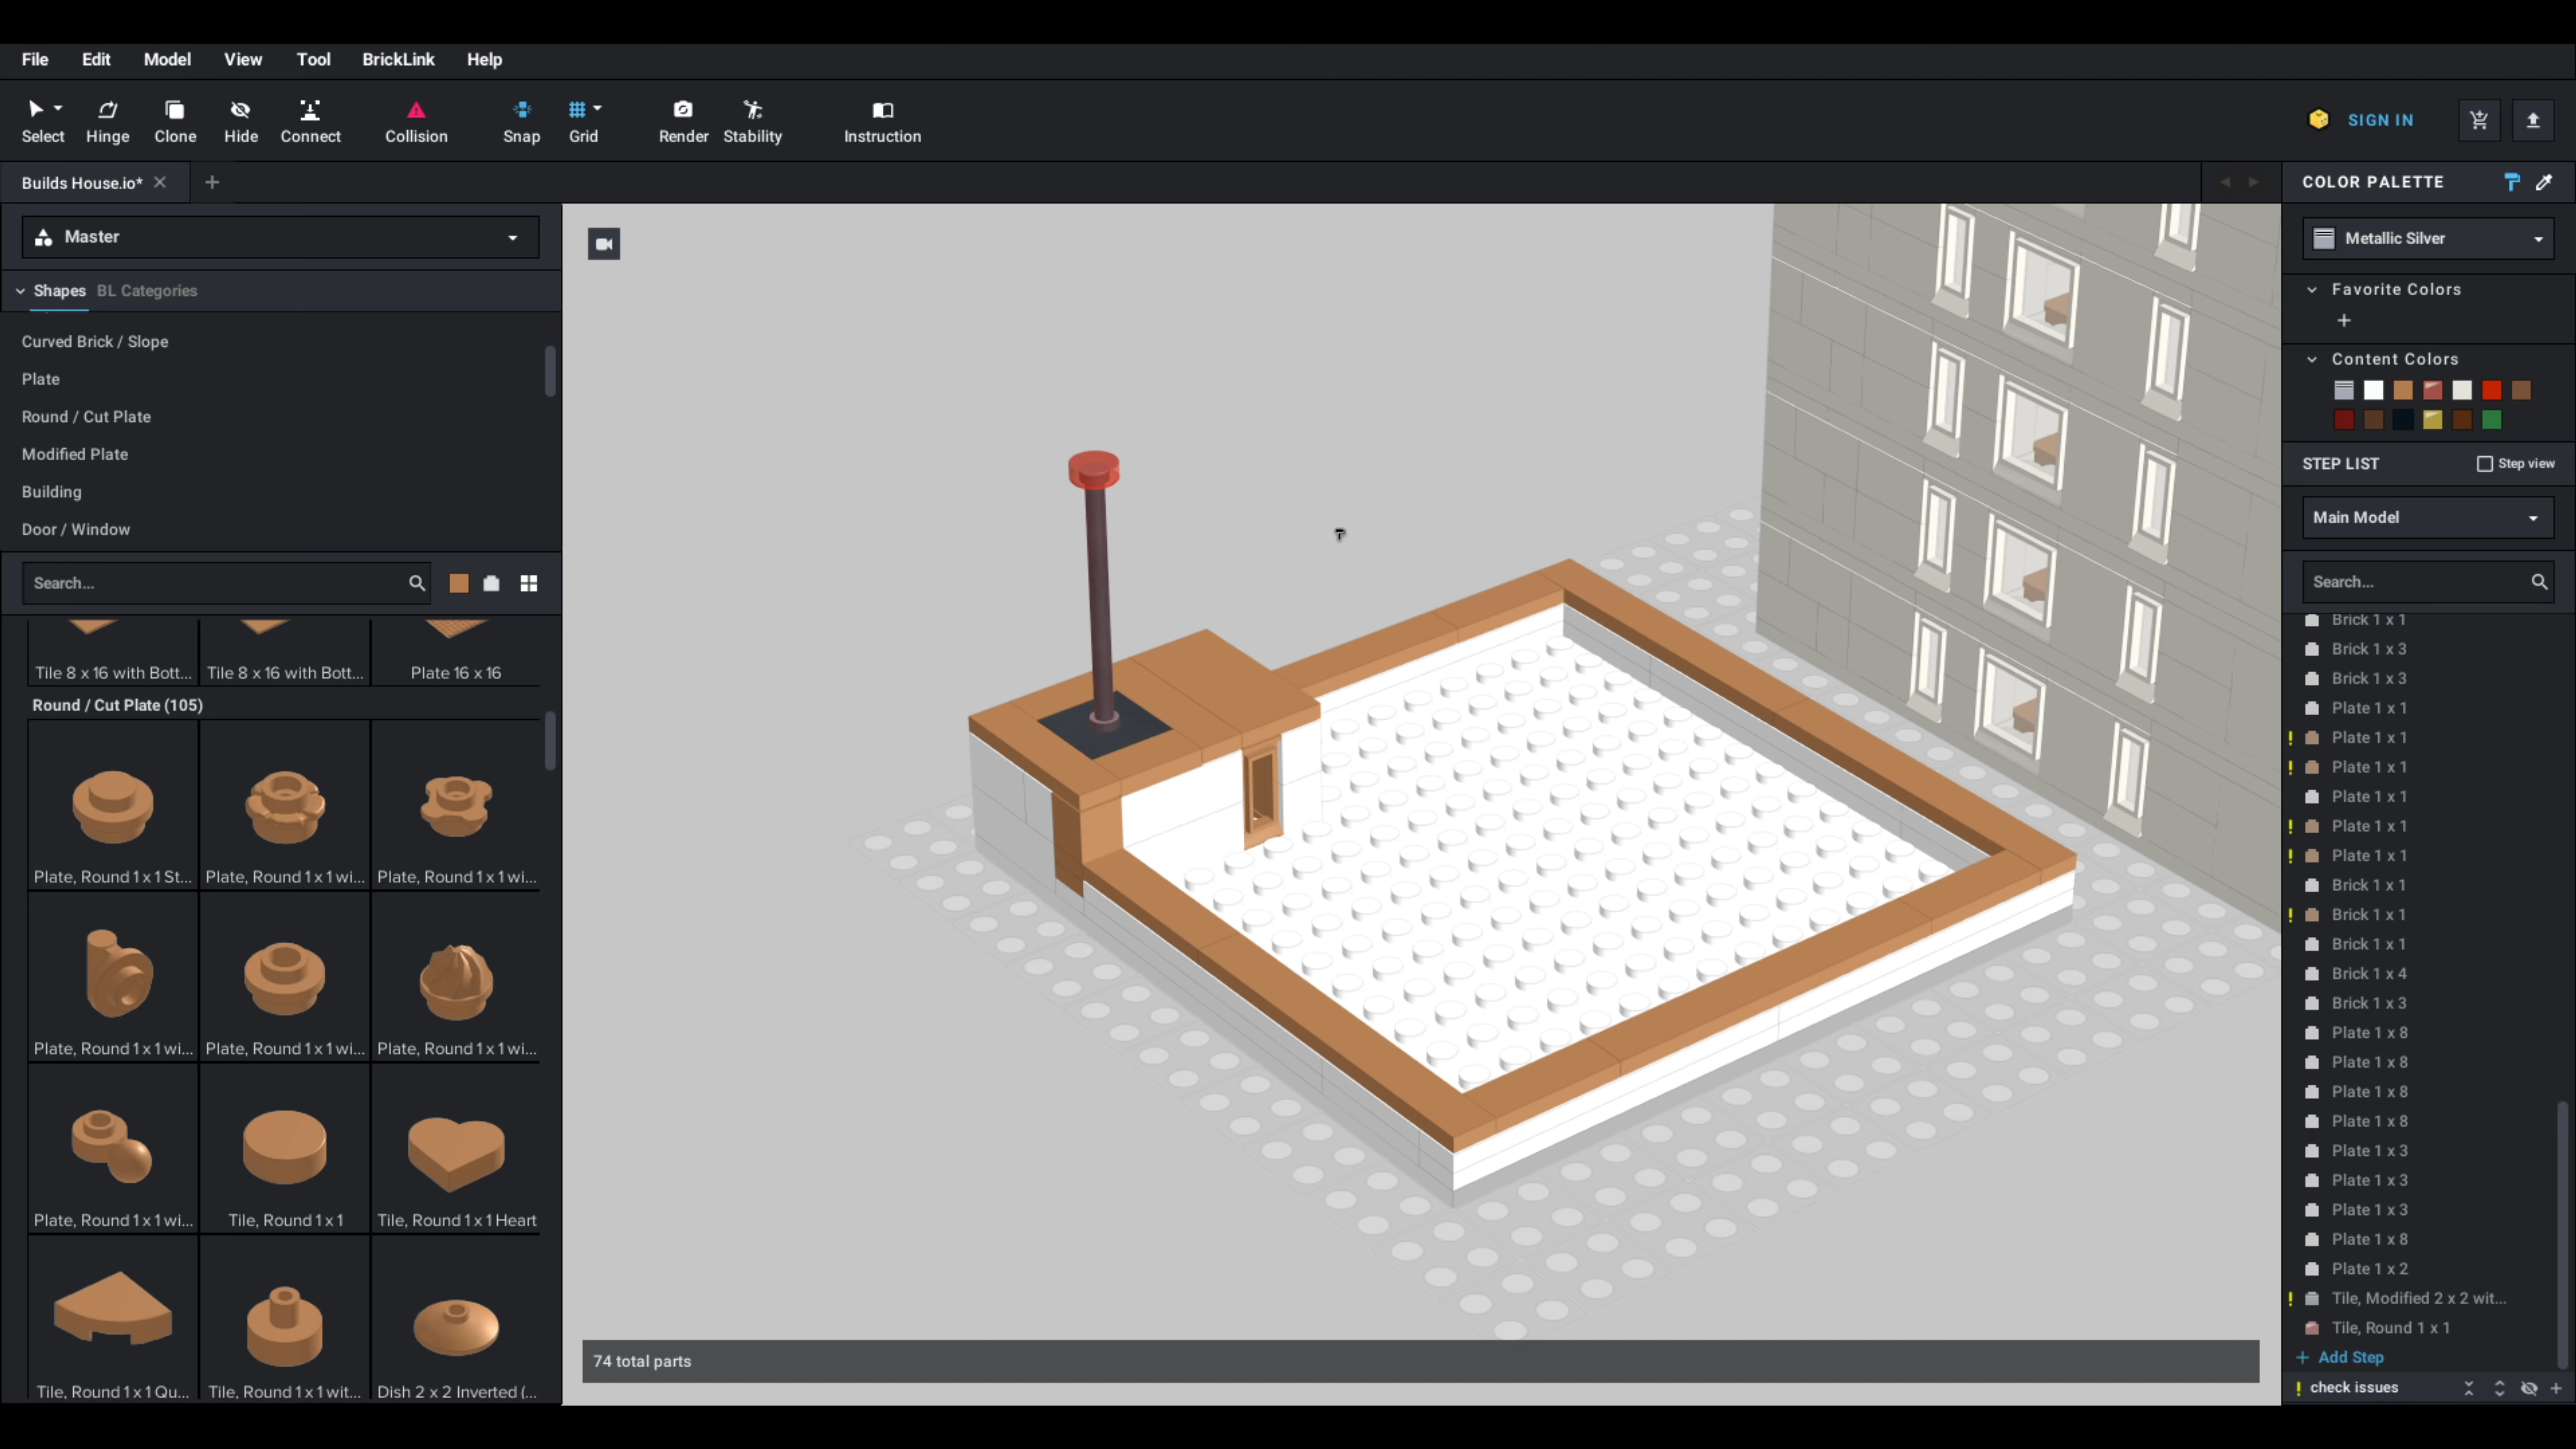 File Edit Model View Tool BrickLink Help
Select Hinge Clone Hide Connect Collision Snap Grid Render Stability Instruction SIGN IN
Builds House.io*
Master
Shapes BL Categories
Curved Brick / Slope
Plate
Round / Cut Plate
Modified Plate
Building
Door / Window
Search...
Tile 8 x 16 with Bott... Tile 8 x 16 with Bott... Plate 16 x 16
Round / Cut Plate (105)
Plate, Round 1 x 1 St... Plate, Round 1 x 1 wi... Plate, Round 1 x 1 wi...
Plate, Round 1 x 1 wi... Plate, Round 1 x 1 wi... Plate, Round 1 x 1 wi...
Plate, Round 1 x 1 wi... Tile, Round 1 x 1 Tile, Round 1 x 1 Heart
Tile, Round 1 x 1 Qu... Tile, Round 1 x 1 wit... Dish 2 x 2 Inverted (...
74 total parts
COLOR PALETTE
Metallic Silver
Favorite Colors
Content Colors
STEP LIST Step view
Main Model
Search...
Brick 1 x 1
Brick 1 x 3
Brick 1 x 3
Plate 1 x 1
! Plate 1 x 1
! Plate 1 x 1
Plate 1 x 1
! Plate 1 x 1
! Plate 1 x 1
Brick 1 x 1
! Brick 1 x 1
Brick 1 x 1
Brick 1 x 4
Brick 1 x 3
Plate 1 x 8
Plate 1 x 8
Plate 1 x 8
Plate 1 x 8
Plate 1 x 3
Plate 1 x 3
Plate 1 x 3
Plate 1 x 8
Plate 1 x 2
! Tile, Modified 2 x 2 wit...
Tile, Round 1 x 1
+ Add Step
! check issues